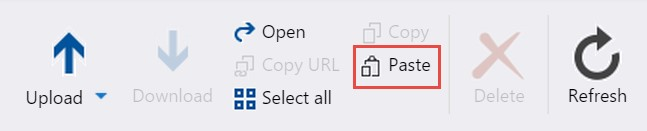 Open
Copy
Copy URL
Paste
Upload
Download
Select all
Delete
Refresh